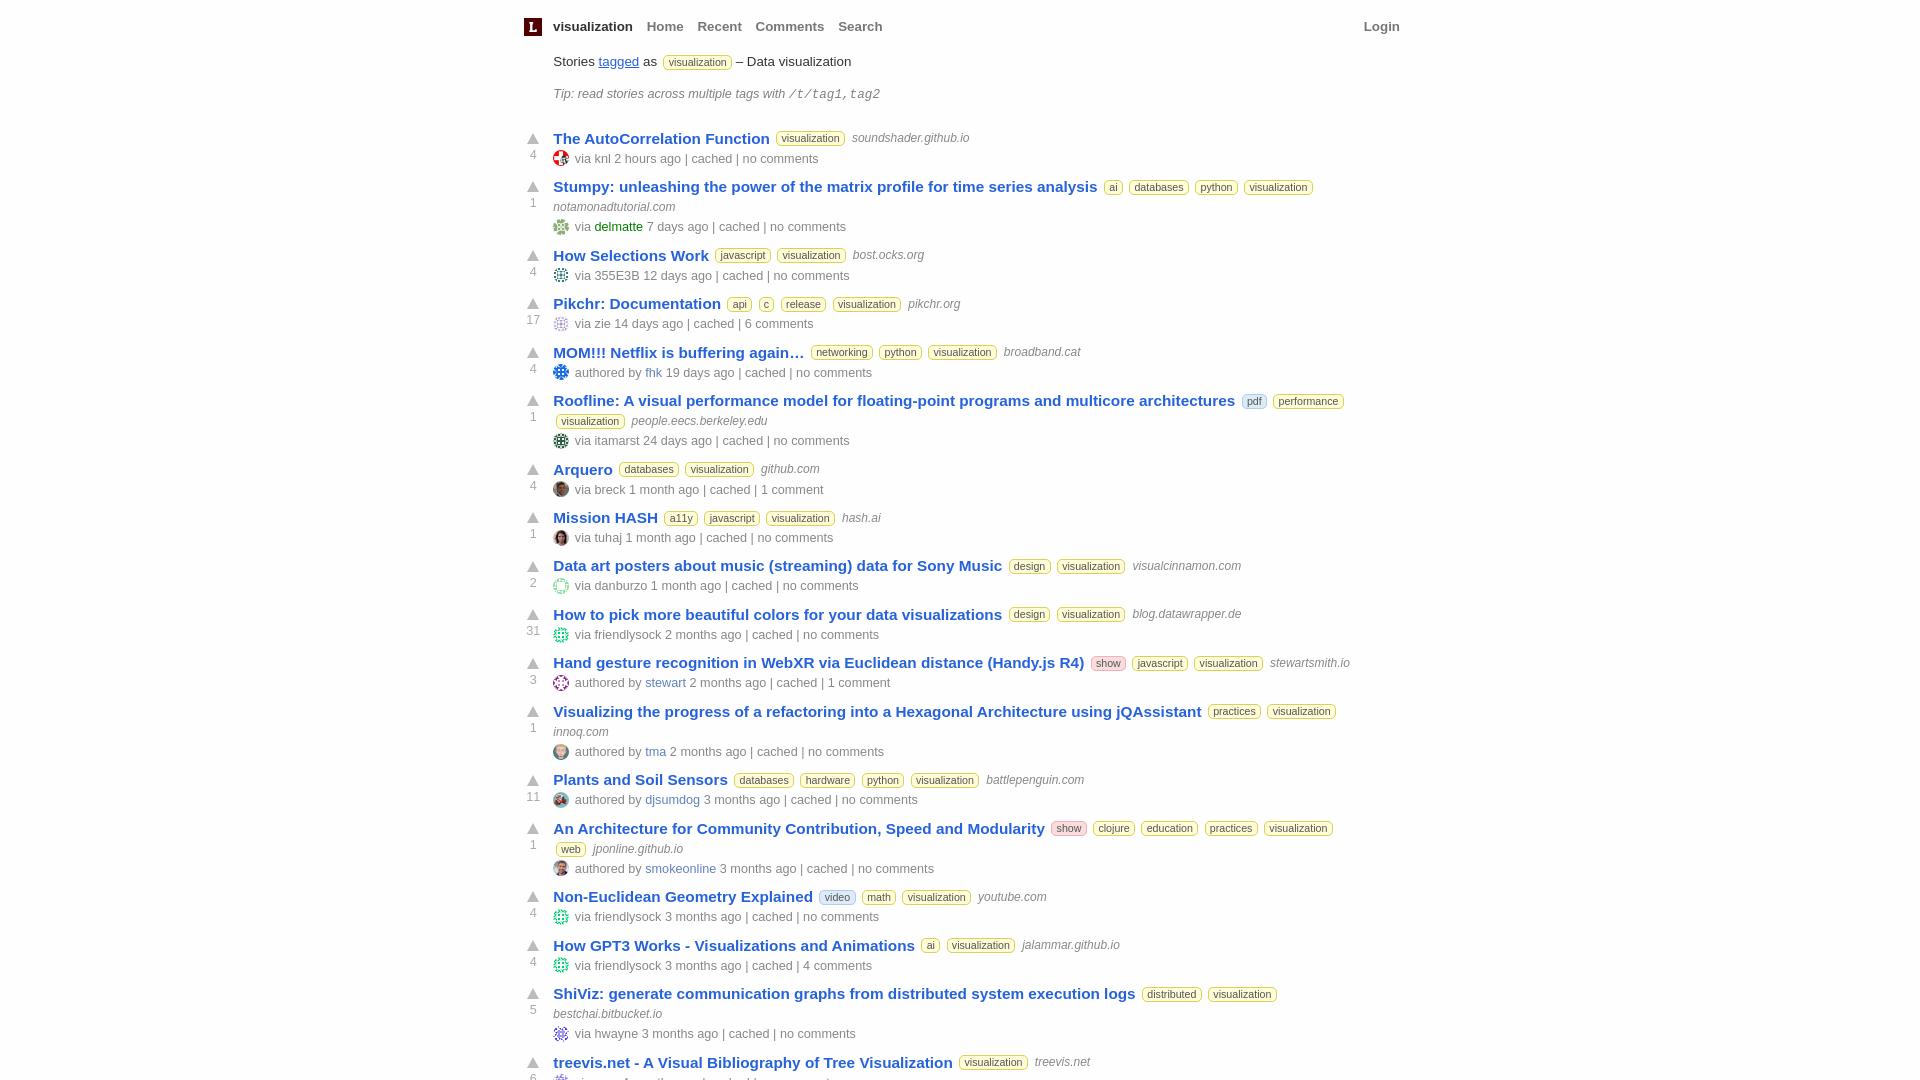 L visualization Home Recent Comments Search Login
Stories tagged as visualization – Data visualization
Tip: read stories across multiple tags with /t/tag1,tag2
The AutoCorrelation Function visualization soundshader.github.io
4 via knl 2 hours ago | cached | no comments
Stumpy: unleashing the power of the matrix profile for time series analysis ai databases python visualization
1 notamonadtutorial.com
via delmatte 7 days ago | cached | no comments
How Selections Work javascript visualization bost.ocks.org
4 via 355E3B 12 days ago | cached | no comments
Pikchr: Documentation api c release visualization pikchr.org
17 via zie 14 days ago | cached | 6 comments
MOM!!! Netflix is buffering again… networking python visualization broadband.cat
4 authored by fhk 19 days ago | cached | no comments
Roofline: A visual performance model for floating-point programs and multicore architectures pdf performance
1 visualization people.eecs.berkeley.edu
via itamarst 24 days ago | cached | no comments
Arquero databases visualization github.com
4 via breck 1 month ago | cached | 1 comment
Mission HASH a11y javascript visualization hash.ai
1 via tuhaj 1 month ago | cached | no comments
Data art posters about music (streaming) data for Sony Music design visualization visualcinnamon.com
2 via danburzo 1 month ago | cached | no comments
How to pick more beautiful colors for your data visualizations design visualization blog.datawrapper.de
31 via friendlysock 2 months ago | cached | no comments
Hand gesture recognition in WebXR via Euclidean distance (Handy.js R4) show javascript visualization stewartsmith.io
3 authored by stewart 2 months ago | cached | 1 comment
Visualizing the progress of a refactoring into a Hexagonal Architecture using jQAssistant practices visualization
1 innoq.com
authored by tma 2 months ago | cached | no comments
Plants and Soil Sensors databases hardware python visualization battlepenguin.com
11 authored by djsumdog 3 months ago | cached | no comments
An Architecture for Community Contribution, Speed and Modularity show clojure education practices visualization
1 web jponline.github.io
authored by smokeonline 3 months ago | cached | no comments
Non-Euclidean Geometry Explained video math visualization youtube.com
4 via friendlysock 3 months ago | cached | no comments
How GPT3 Works - Visualizations and Animations ai visualization jalammar.github.io
4 via friendlysock 3 months ago | cached | 4 comments
ShiViz: generate communication graphs from distributed system execution logs distributed visualization
5 bestchai.bitbucket.io
via hwayne 3 months ago | cached | no comments
treevis.net - A Visual Bibliography of Tree Visualization visualization treevis.net